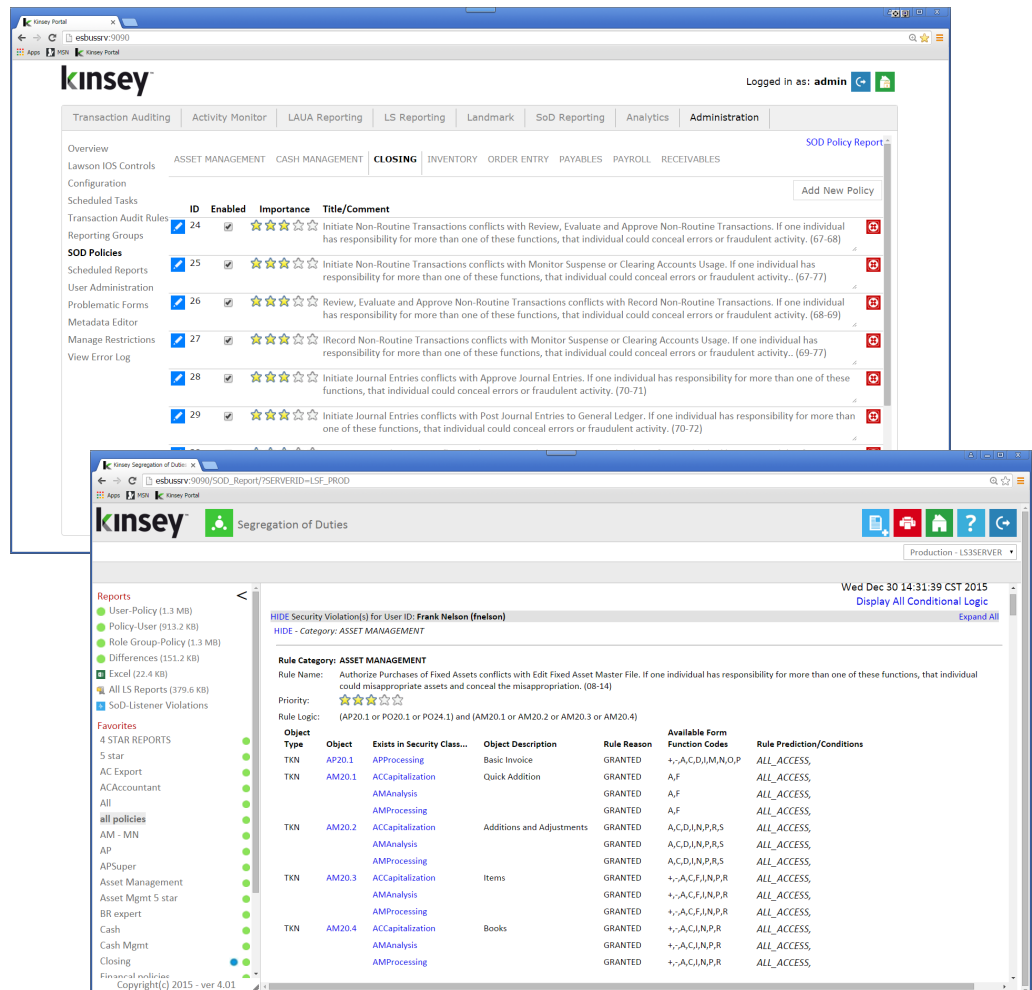 Kinsey Portal
esbussrv:9090
Apps MSN Kinsey Portal
kinsey
Logged in as: admin
Transaction Auditing Activity Monitor LAUA Reporting LS Reporting Landmark SoD Reporting Analytics Administration
SOD Policy Report
Overview
Lawson IOS Controls
Configuration
Scheduled Tasks
Transaction Audit Rules
Reporting Groups
SOD Policies
Scheduled Reports
User Administration
Problematic Forms
Metadata Editor
Manage Restrictions
View Error Log
ASSET MANAGEMENT CASH MANAGEMENT CLOSING INVENTORY ORDER ENTRY PAYABLES PAYROLL RECEIVABLES
Add New Policy
ID Enabled Importance Title/Comment
24 Initiate Non-Routine Transactions conflicts with Review, Evaluate and Approve Non-Routine Transactions. If one individual
has responsibility for more than one of these functions, that individual could conceal errors or fraudulent activity. (67-68)
25 Initiate Non-Routine Transactions conflicts with Monitor Suspense or Clearing Accounts Usage. If one individual has
responsibility for more than one of these functions, that individual could conceal errors or fraudulent activity.. (67-77)
26 Review, Evaluate and Approve Non-Routine Transactions conflicts with Record Non-Routine Transactions. If one individual
has responsibility for more than one of these functions, that individual could conceal errors or fraudulent activity. (68-69)
27 IRecord Non-Routine Transactions conflicts with Monitor Suspense or Clearing Accounts Usage. If one individual has
responsibility for more than one of these functions, that individual could conceal errors or fraudulent activity.. (69-77)
28 Initiate Journal Entries conflicts with Approve Journal Entries. If one individual has responsibility for more than one of these
functions, that individual could conceal errors or fraudulent activity. (70-71)
29 Initiate Journal Entries conflicts with Post Journal Entries to General Ledger. If one individual has responsibility for more than
one of these functions, that individual could conceal errors or fraudulent activity. (70-72)
Kinsey Segregation of Duties
esbussrv:9090/SOD_Report/?SERVERID=LSF_PROD
Apps MSN Kinsey Portal
kinsey Segregation of Duties
Production - LS3SERVER
Reports <
User-Policy (1.3 MB)
Policy-User (913.2 KB)
Role Group-Policy (1.3 MB)
Differences (151.2 KB)
Excel (22.4 KB)
All LS Reports (379.6 KB)
SoD-Listener Violations
Favorites
4 STAR REPORTS
5 star
AC Export
ACAccountant
All
all policies
AM - MN
AP
APSuper
Asset Management
Asset Mgmt 5 star
BR expert
Cash
Cash Mgmt
Closing
Financal policies
Copyright(c) 2015 - ver 4.01
Wed Dec 30 14:31:39 CST 2015
Display All Conditional Logic
HIDE Security Violation(s) for User ID: Frank Nelson (fnelson) Expand All
HIDE - Category: ASSET MANAGEMENT
Rule Category: ASSET MANAGEMENT
Rule Name: Authorize Purchases of Fixed Assets conflicts with Edit Fixed Asset Master File. If one individual has responsibility for more than one of these functions, that individual
could misappropriate assets and conceal the misappropriation. (08-14)
Priority:
Rule Logic: (AP20.1 or PO20.1 or PO24.1) and (AM20.1 or AM20.2 or AM20.3 or AM20.4)
Object Type Object Exists in Security Class... Object Description Rule Reason Available Form Function Codes Rule Prediction/Conditions
TKN AP20.1 APProcessing Basic Invoice GRANTED +,-,A,C,D,I,M,N,O,P ALL_ACCESS,
TKN AM20.1 ACCapitalization Quick Addition GRANTED A,F ALL_ACCESS,
AMAnalysis GRANTED A,F ALL_ACCESS,
AMProcessing GRANTED A,F ALL_ACCESS,
TKN AM20.2 ACCapitalization Additions and Adjustments GRANTED A,C,D,I,N,P,R,S ALL_ACCESS,
AMAnalysis GRANTED A,C,D,I,N,P,R,S ALL_ACCESS,
AMProcessing GRANTED A,C,D,I,N,P,R,S ALL_ACCESS,
TKN AM20.3 ACCapitalization Items GRANTED +,-,A,C,F,I,N,P,R ALL_ACCESS,
AMAnalysis GRANTED +,-,A,C,F,I,N,P,R ALL_ACCESS,
AMProcessing GRANTED +,-,A,C,F,I,N,P,R ALL_ACCESS,
TKN AM20.4 ACCapitalization Books GRANTED +,-,A,C,I,N,P,R ALL_ACCESS,
AMAnalysis GRANTED +,-,A,C,I,N,P,R ALL_ACCESS,
AMProcessing GRANTED +,-,A,C,I,N,P,R ALL_ACCESS,